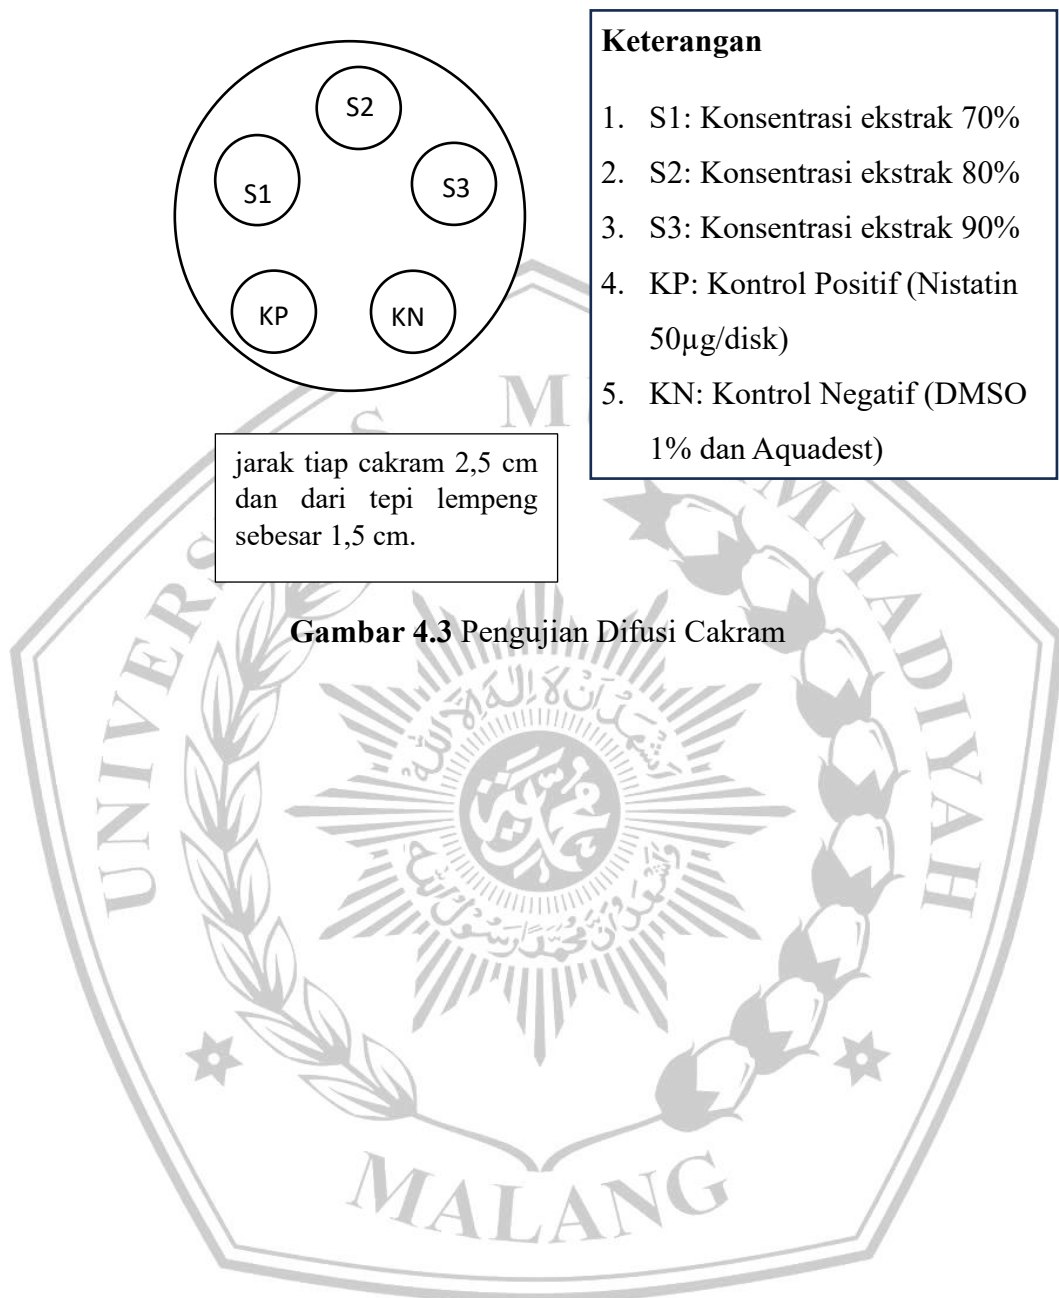 S2
S1
S3
KP
KN
Keterangan
1. S1: Konsentrasi ekstrak 70%
2. S2: Konsentrasi ekstrak 80%
3. S3: Konsentrasi ekstrak 90%
4. KP: Kontrol Positif (Nistatin
50µg/disk)
5. KN: Kontrol Negatif (DMSO
1% dan Aquadest)
jarak tiap cakram 2,5 cm
dan dari tepi lempeng
sebesar 1,5 cm.
Gambar 4.3 Pengujian Difusi Cakram
MALANG